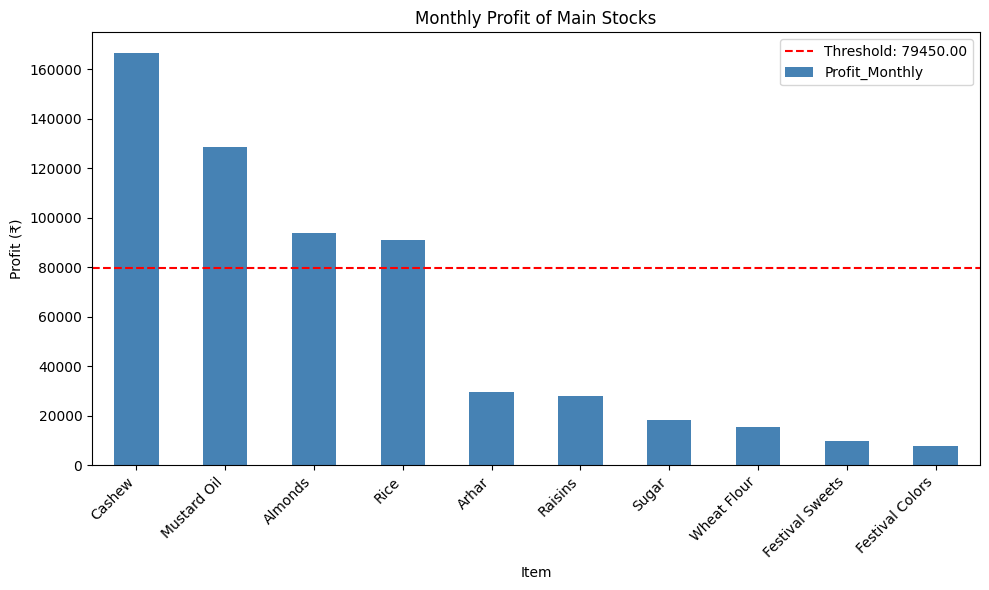 Monthly Profit of Main Stocks
Threshold: 79450.00
Profit_Monthly
Profit (₹)
160000
140000
120000
100000
80000
60000
40000
20000
0
Cashew
Mustard Oil
Almonds
Rice
Arhar
Raisins
Sugar
Wheat Flour
Festival Sweets
Festival Colors
Item